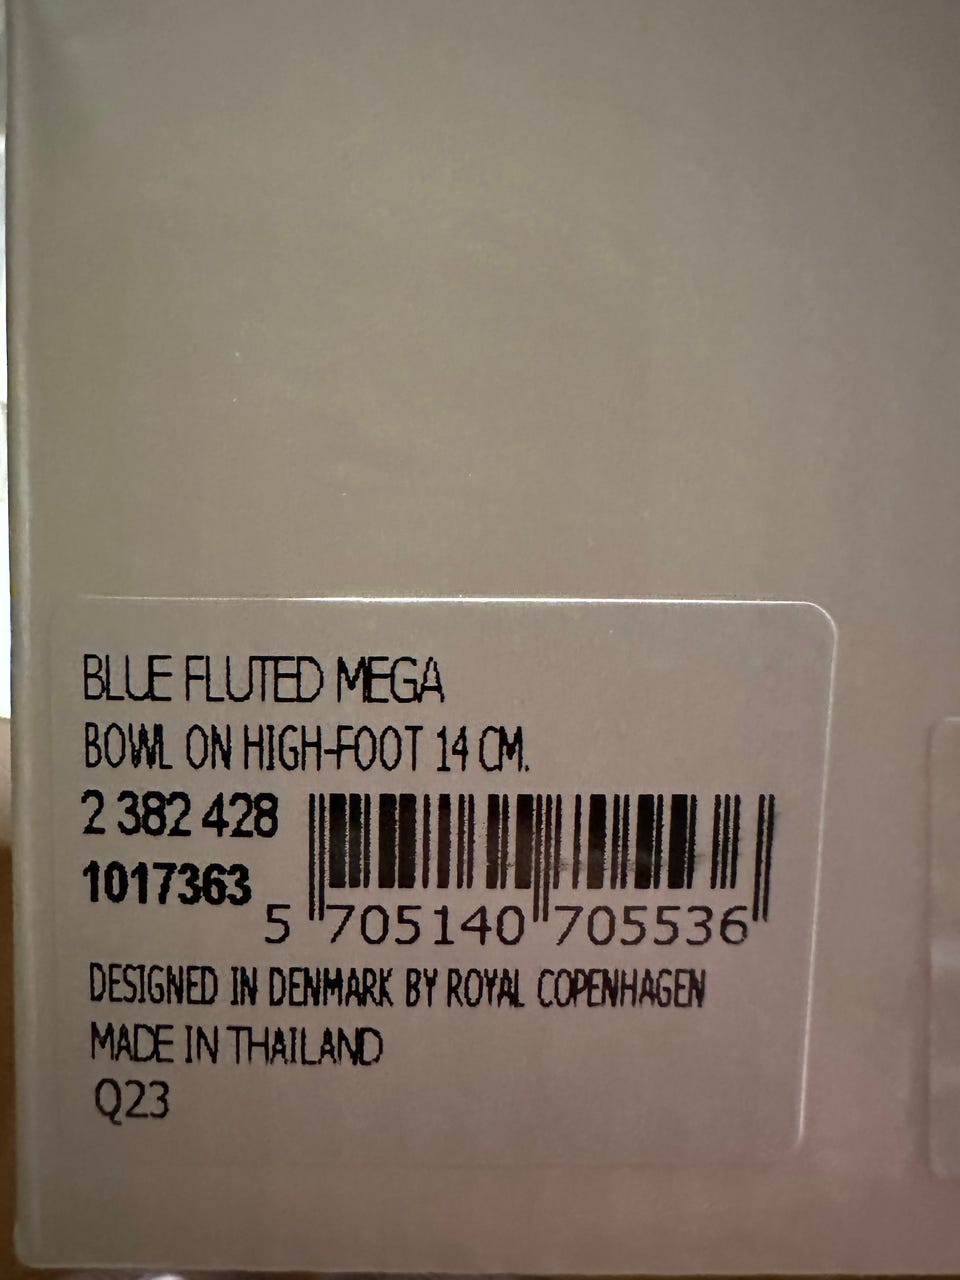 BLUE FLUTED MEGA
BOWL ON HIGH-FOOT 14 CM.
2 382 428
1017363
5 705140 705536
DESIGNED IN DENMARK BY ROYAL COPENHAGEN
MADE IN THAILAND
Q23